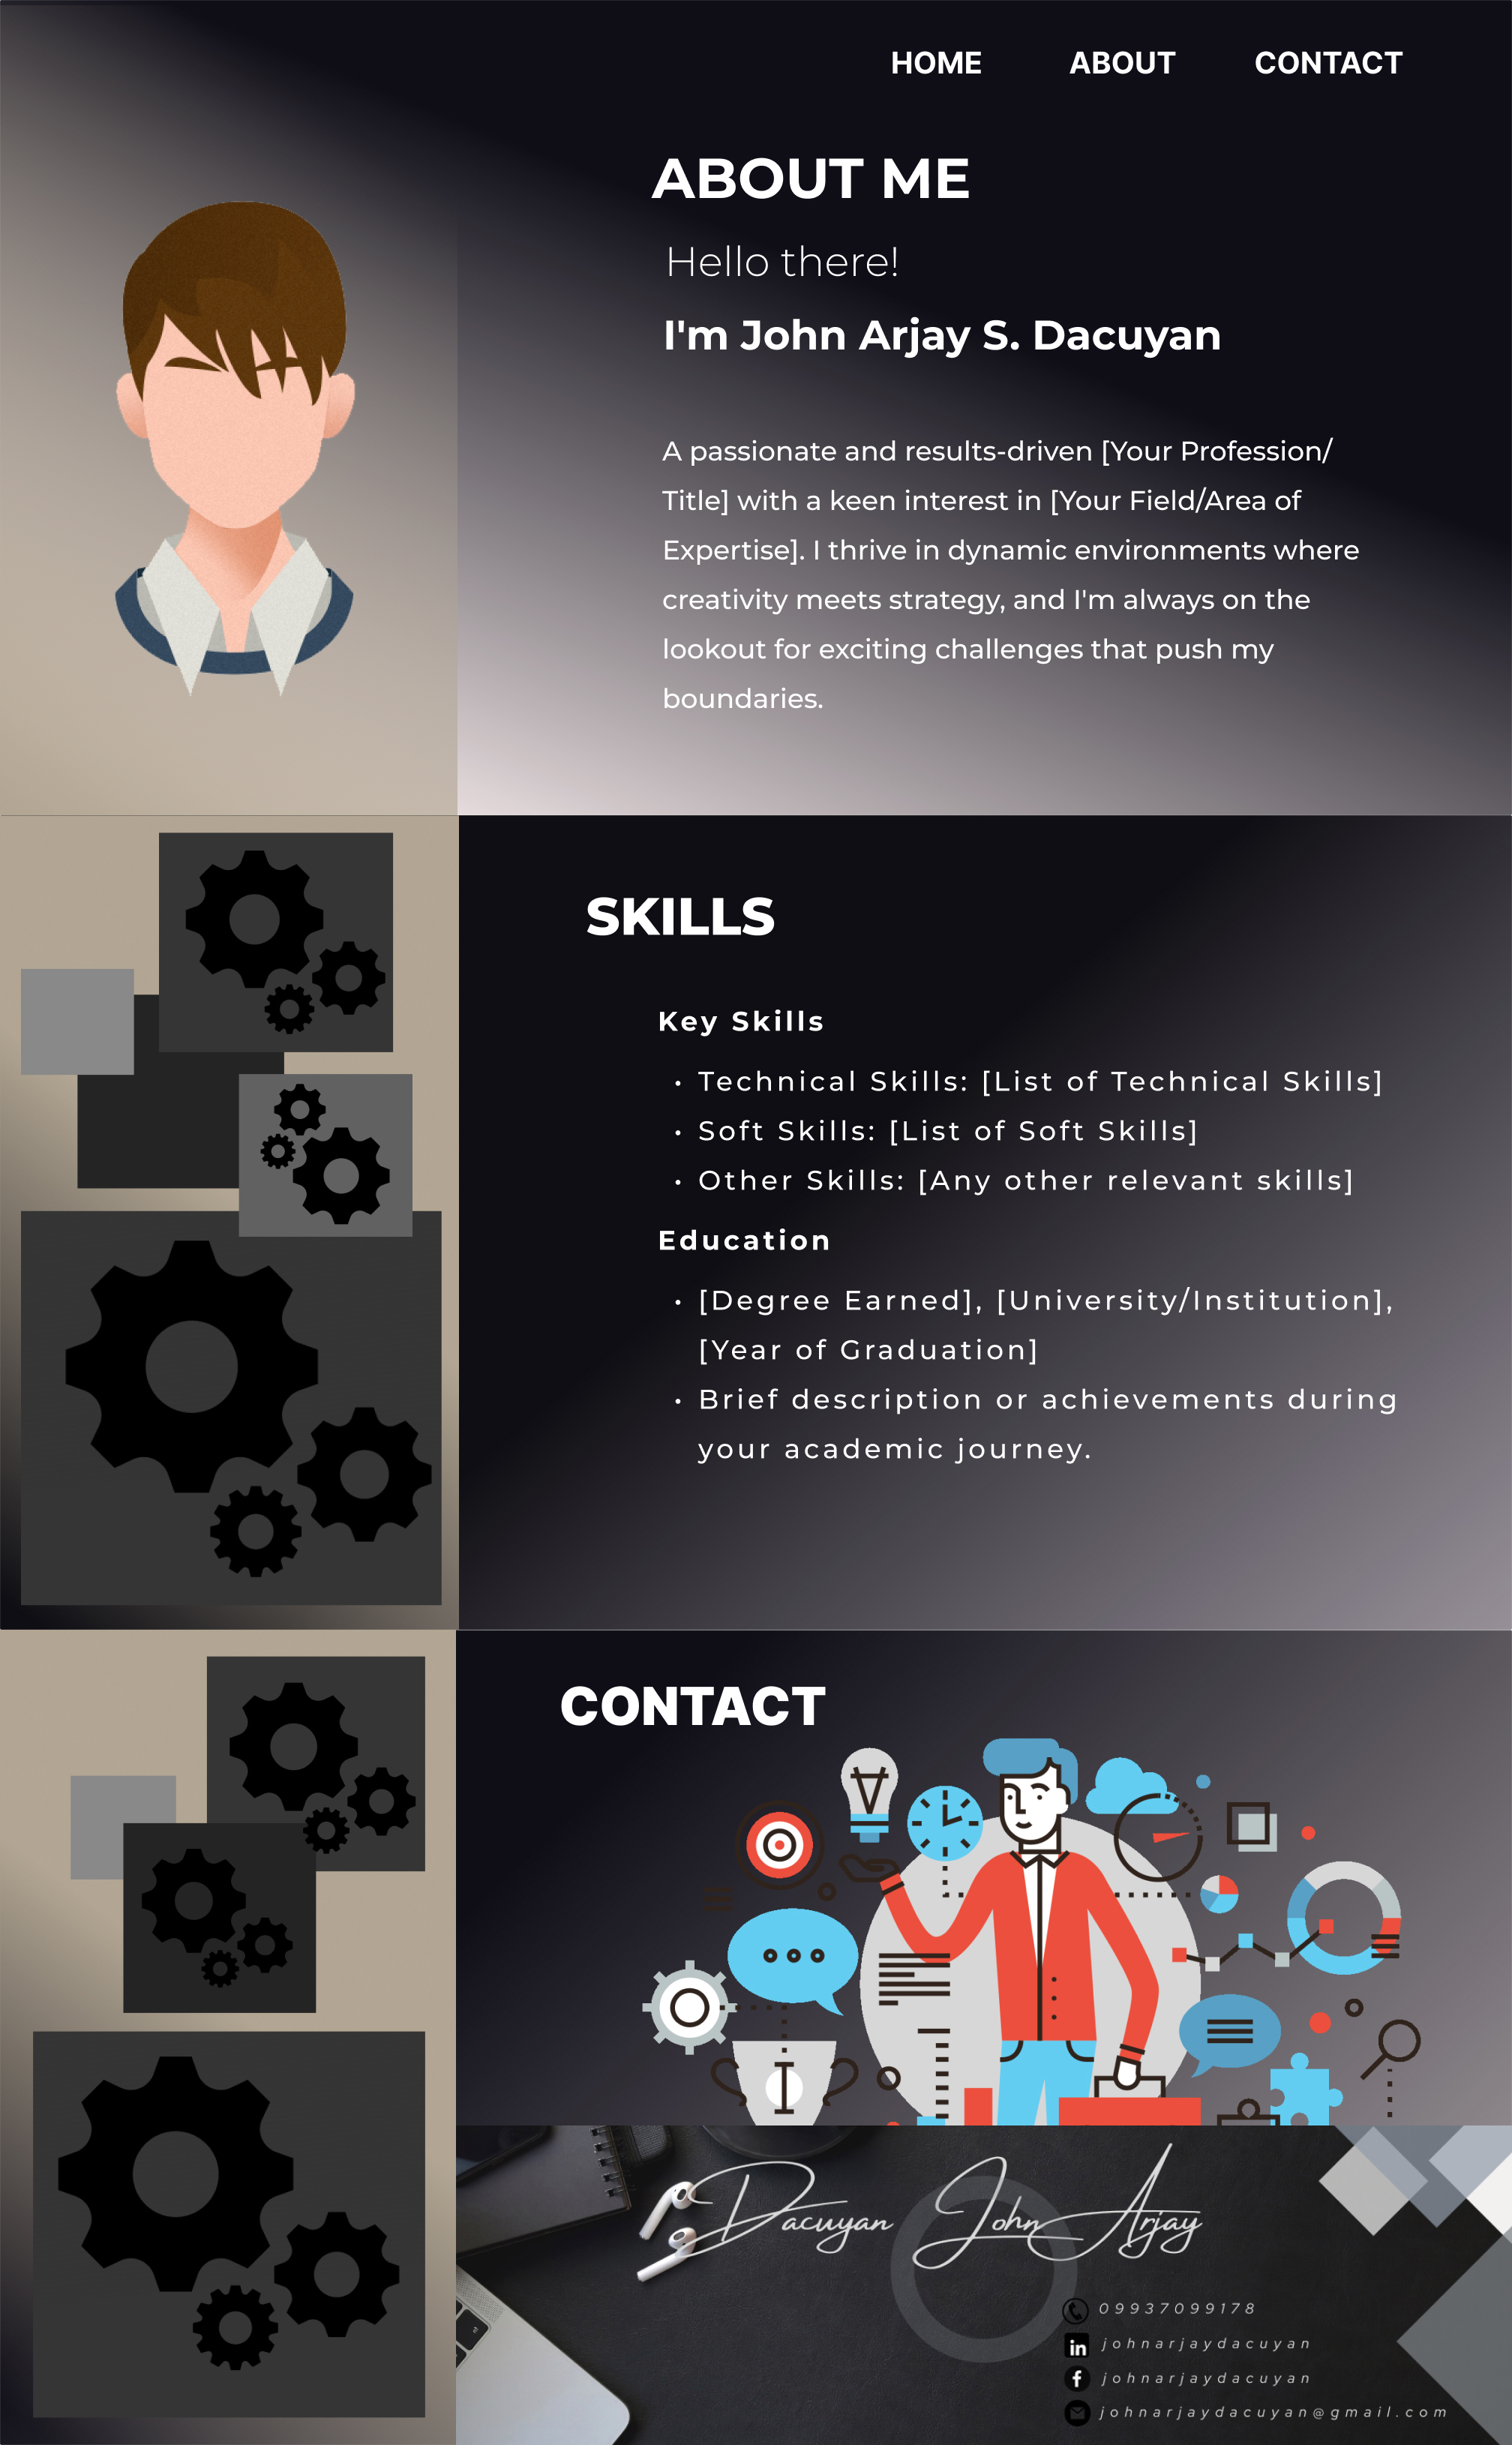 HOME ABOUT CONTACT
ABOUT ME
Hello there!
I'm John Arjay S. Dacuyan
A passionate and results-driven [Your Profession/
Title] with a keen interest in [Your Field/Area of
Expertise]. I thrive in dynamic environments where
creativity meets strategy, and I'm always on the
lookout for exciting challenges that push my
boundaries.
SKILLS
Key Skills
• Technical Skills: [List of Technical Skills]
• Soft Skills: [List of Soft Skills]
• Other Skills: [Any other relevant skills]
Education
• [Degree Earned], [University/Institution],
[Year of Graduation]
• Brief description or achievements during
your academic journey.
CONTACT
Dacuyan John Arjay
09937099178
in johnarjaydacuyan
f johnarjaydacuyan
johnarjaydacuyan@gmail.com